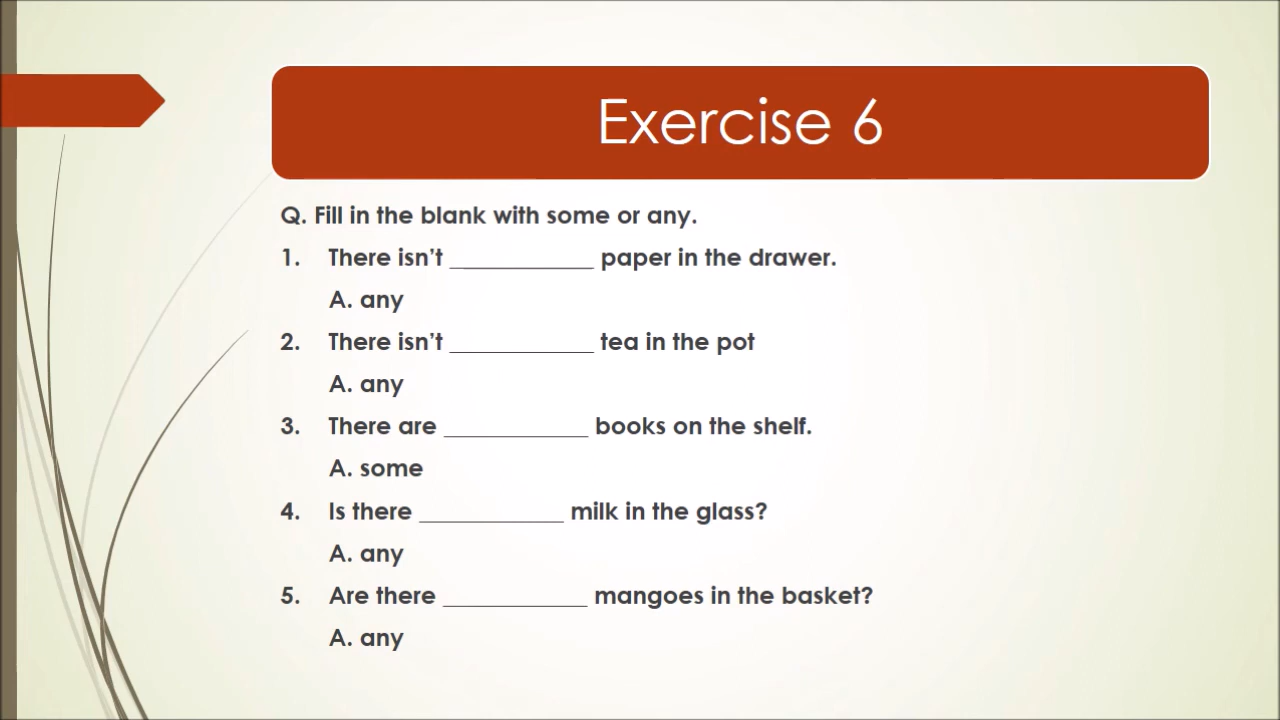 Exercise 6
Q. Fill in the blank with some or any.
1. There isn’t ____________ paper in the drawer.
A. any
2. There isn’t ____________ tea in the pot
A. any
3. There are ____________ books on the shelf.
A. some
4. Is there ____________ milk in the glass?
A. any
5. Are there ____________ mangoes in the basket?
A. any